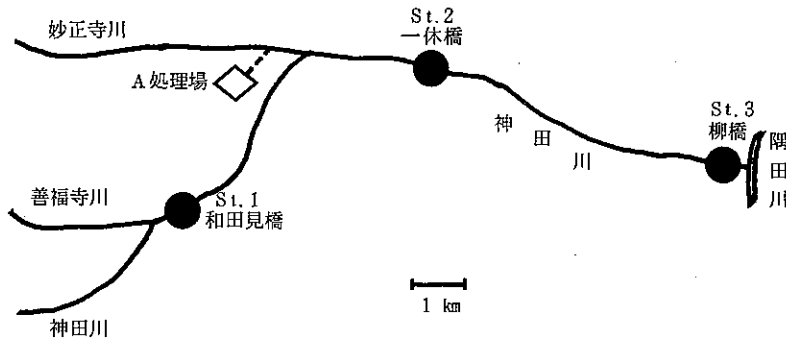 妙正寺川
A処理場
St.2
一休橋
神田川
St.3
柳橋
隅田川
善福寺川
St.1
和田見橋
1 km
神田川